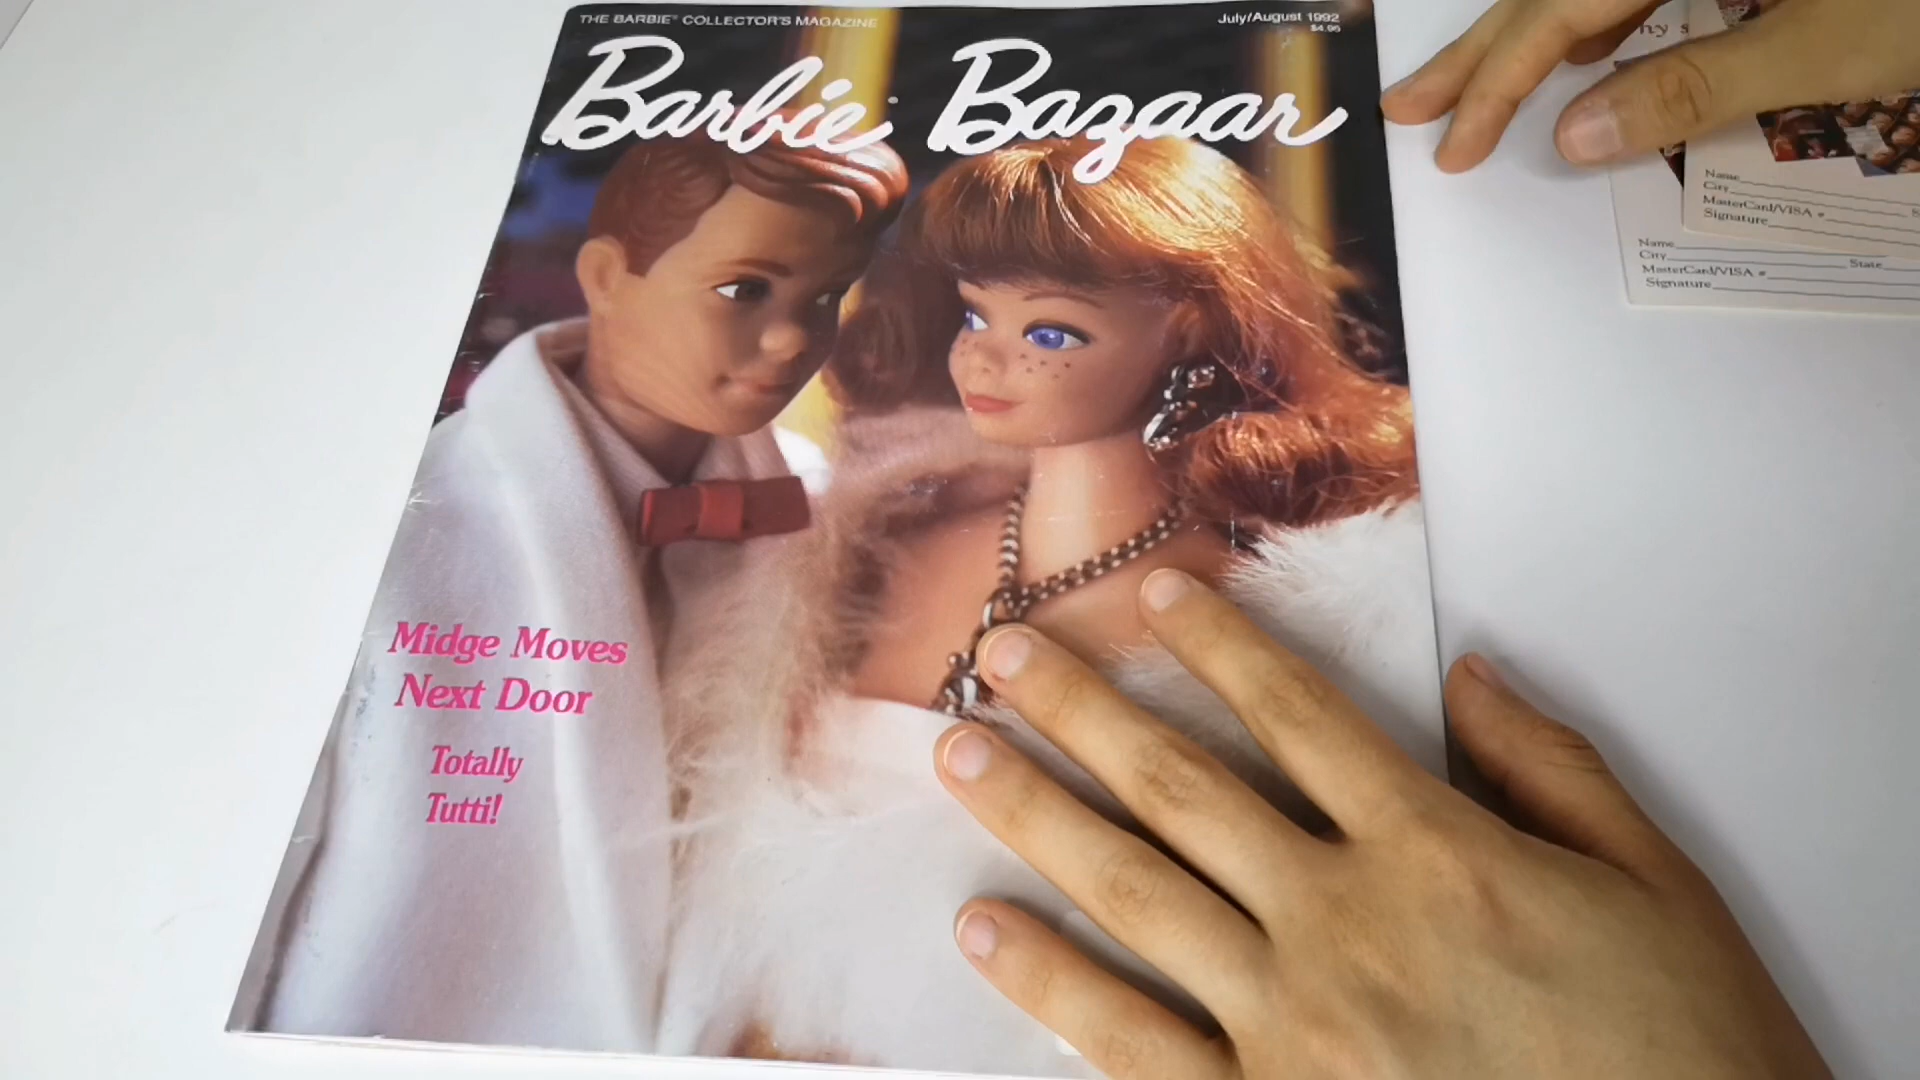 THE BARBIE® COLLECTOR'S MAGAZINE
July/August 1992
$4.95
Barbie Bazaar
Midge Moves
Next Door
Totally
Tutti!
Name
City
MasterCard/VISA #
Signature
Name
City State
MasterCard/VISA #
Signature